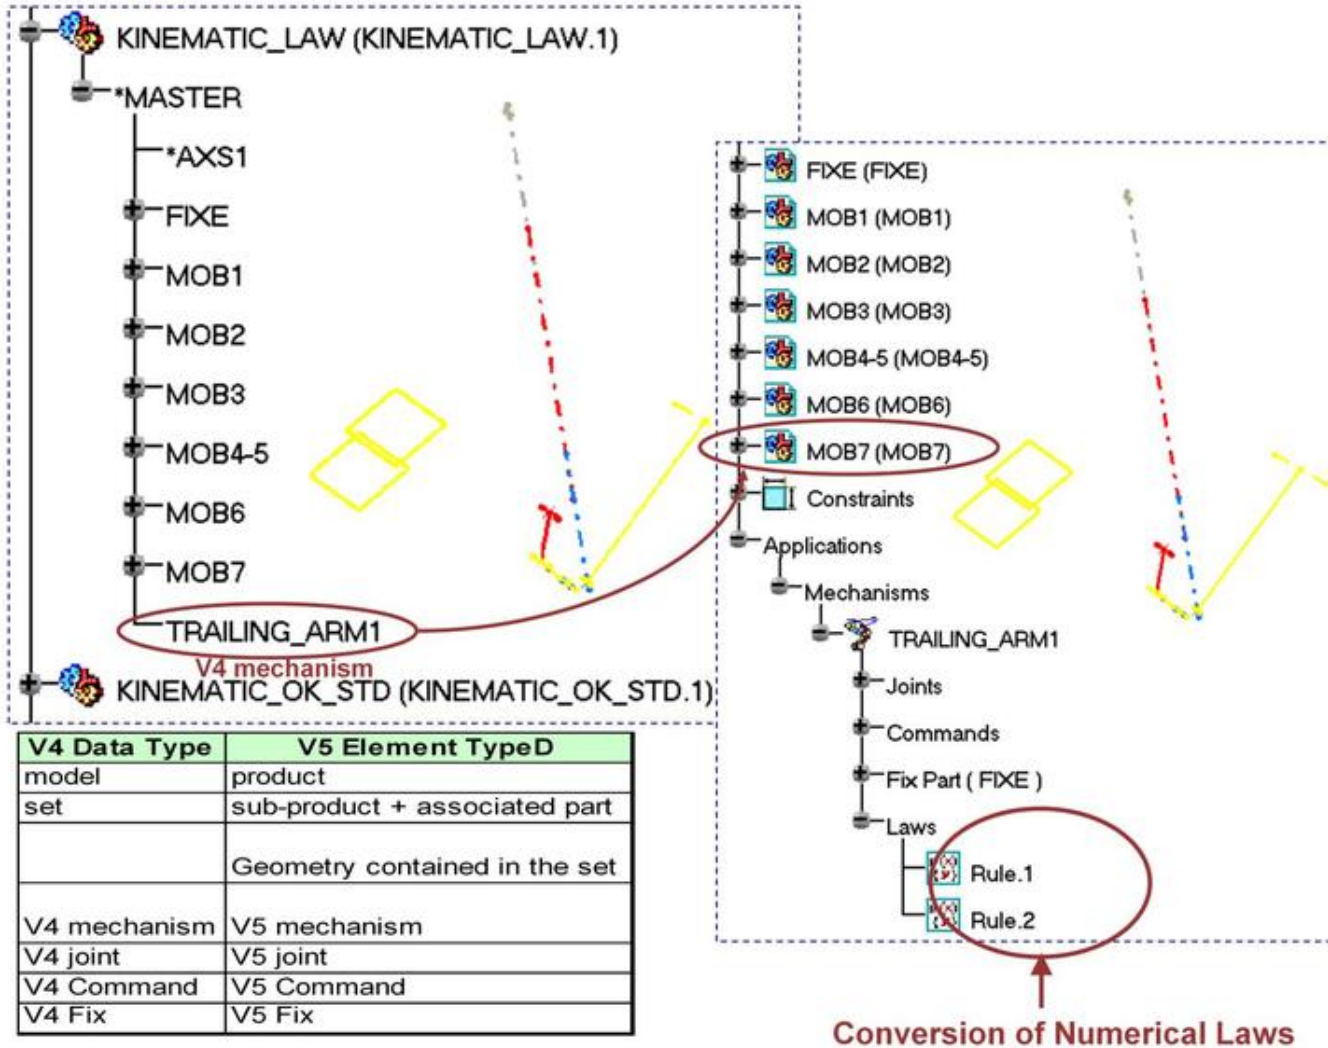 KINEMATIC_LAW (KINEMATIC_LAW.1)
*MASTER
*AXS1
FIXE
MOB1
MOB2
MOB3
MOB4-5
MOB6
MOB7
TRAILING_ARM1
V4 mechanism
KINEMATIC_OK_STD (KINEMATIC_OK_STD.1)
FIXE (FIXE)
MOB1 (MOB1)
MOB2 (MOB2)
MOB3 (MOB3)
MOB4-5 (MOB4-5)
MOB6 (MOB6)
MOB7 (MOB7)
Constraints
Applications
Mechanisms
TRAILING_ARM1
Joints
Commands
Fix Part ( FIXE )
Laws
Rule.1
Rule.2
Conversion of Numerical Laws
V4 Data Type V5 Element TypeD
model product
set sub-product + associated part
Geometry contained in the set
V4 mechanism V5 mechanism
V4 joint V5 joint
V4 Command V5 Command
V4 Fix V5 Fix